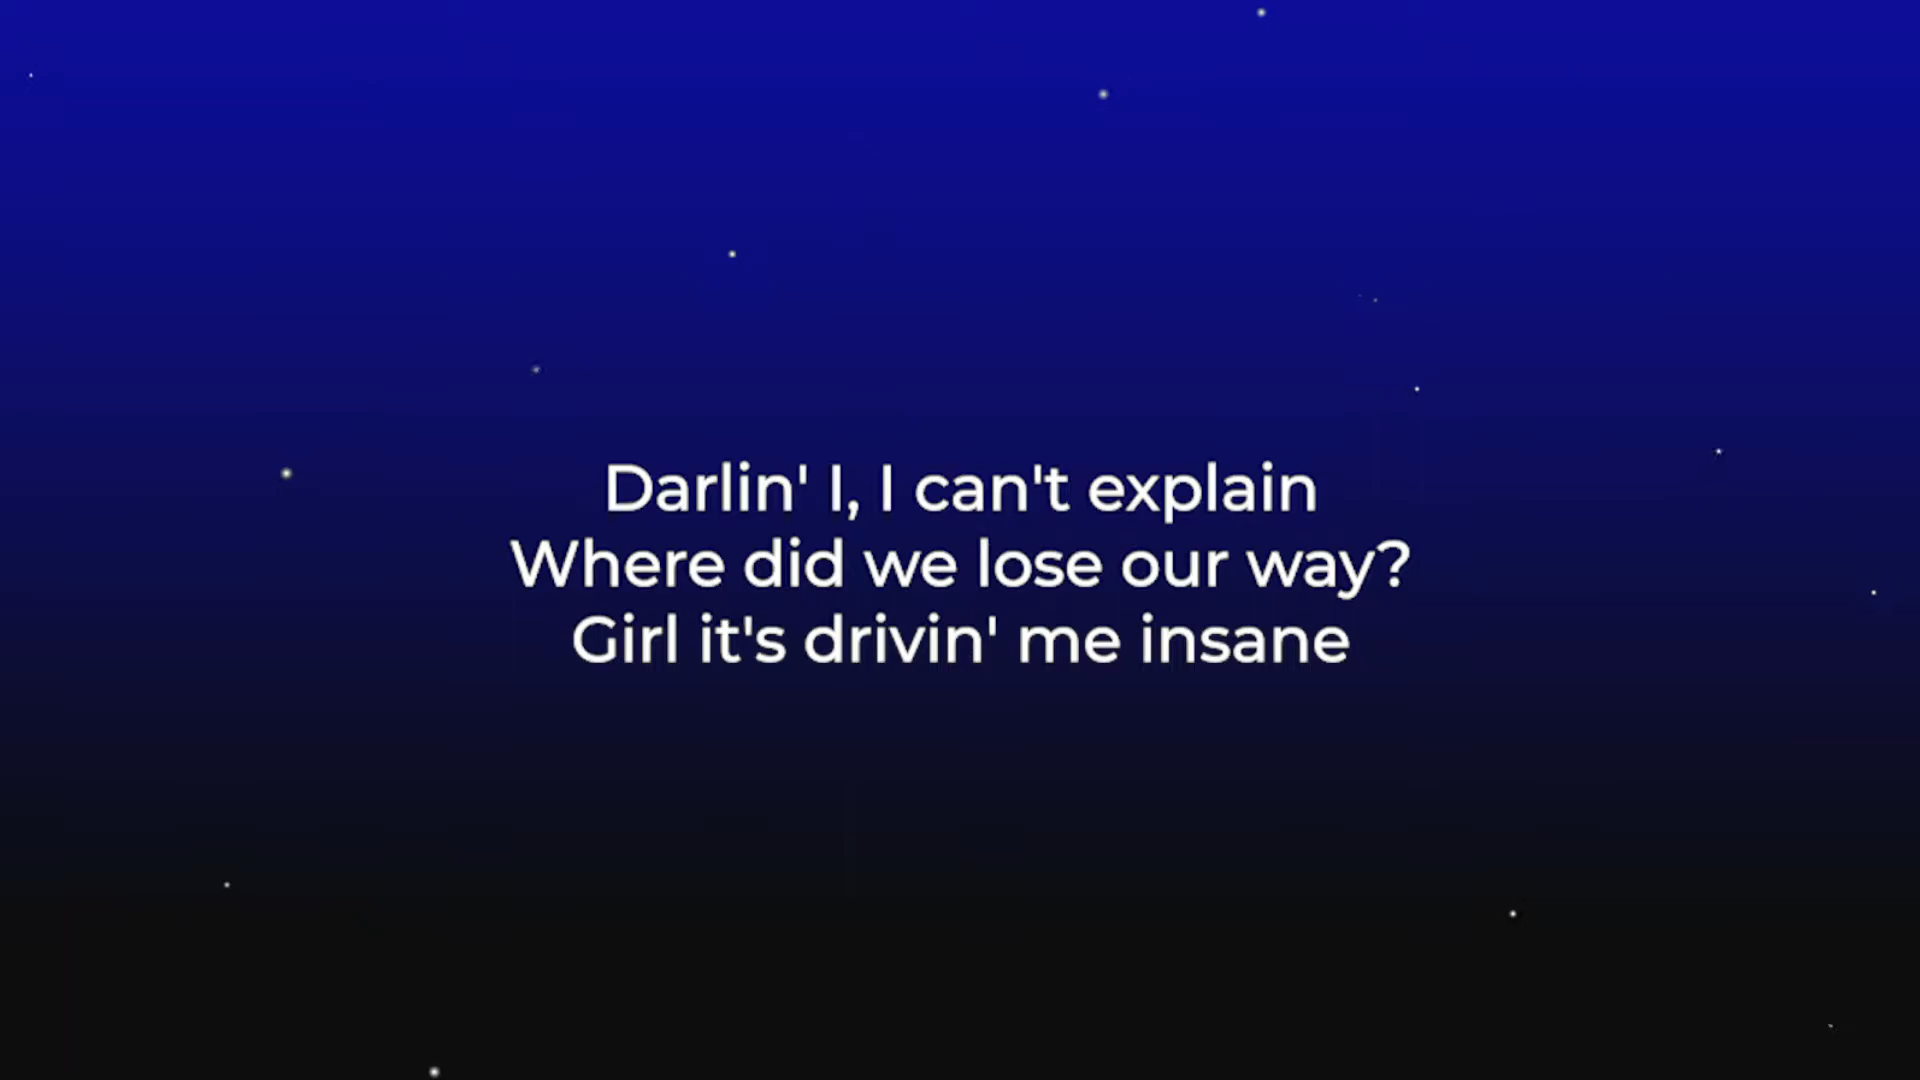 Darlin' I, I can't explain
Where did we lose our way?
Girl it's drivin' me insane